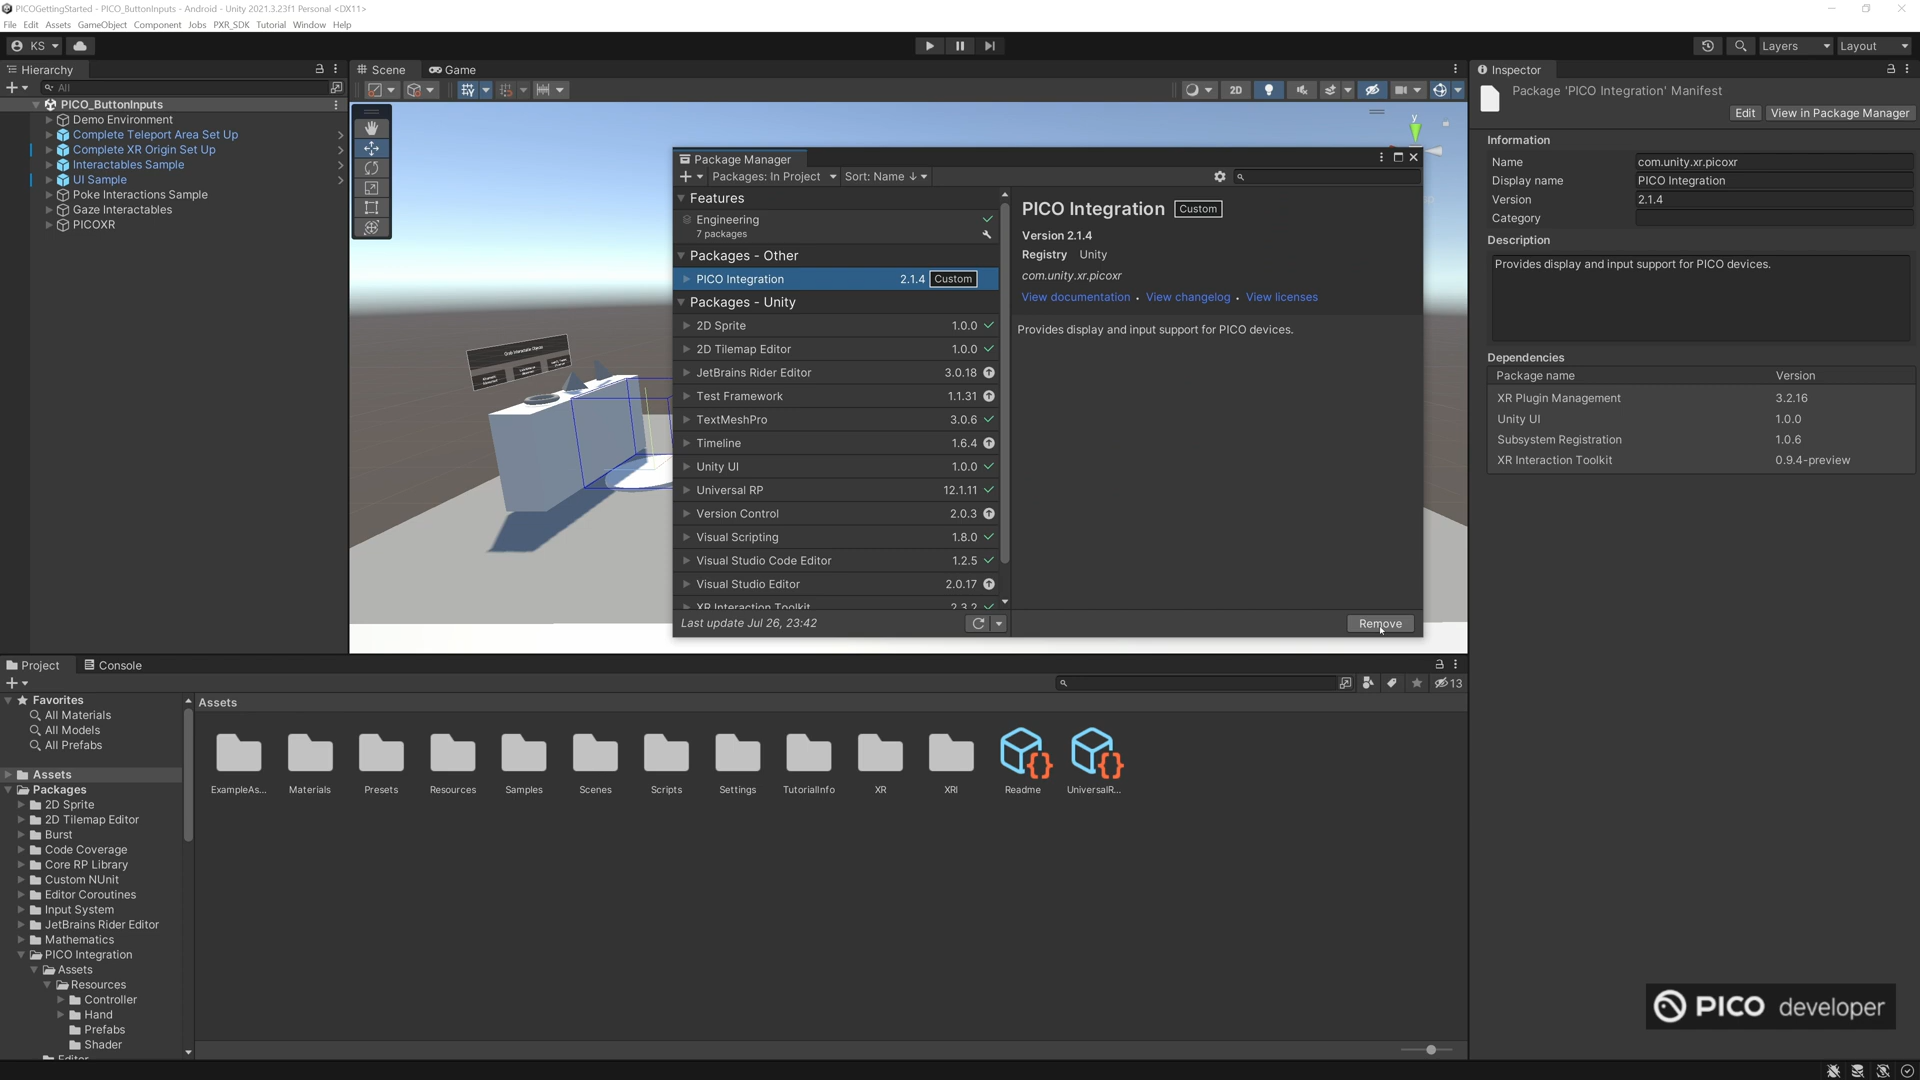 PICOGettingStarted - PICO_ButtonInputs - Android - Unity 2021.3.23f1 Personal <DX11>
File Edit Assets GameObject Component Jobs PXR_SDK Tutorial Window Help
KS
Layers
Layout
Hierarchy
All
PICO_ButtonInputs
Demo Environment
Complete Teleport Area Set Up
Complete XR Origin Set Up
Interactables Sample
UI Sample
Poke Interactions Sample
Gaze Interactables
PICOXR
Scene
Game
2D
y
Package Manager
Packages: In Project
Sort: Name ↓
Features
Engineering
7 packages
Packages - Other
PICO Integration 2.1.4 Custom
Packages - Unity
2D Sprite 1.0.0
2D Tilemap Editor 1.0.0
JetBrains Rider Editor 3.0.18
Test Framework 1.1.31
TextMeshPro 3.0.6
Timeline 1.6.4
Unity UI 1.0.0
Universal RP 12.1.11
Version Control 2.0.3
Visual Scripting 1.8.0
Visual Studio Code Editor 1.2.5
Visual Studio Editor 2.0.17
XR Interaction Toolkit 2.3.2
Last update Jul 26, 23:42
PICO Integration Custom
Version 2.1.4
Registry Unity
com.unity.xr.picoxr
View documentation • View changelog • View licenses
Provides display and input support for PICO devices.
Remove
Inspector
Package 'PICO Integration' Manifest
Edit
View in Package Manager
Information
Name com.unity.xr.picoxr
Display name PICO Integration
Version 2.1.4
Category
Description
Provides display and input support for PICO devices.
Dependencies
Package name Version
XR Plugin Management 3.2.16
Unity UI 1.0.0
Subsystem Registration 1.0.6
XR Interaction Toolkit 0.9.4-preview
Project
Console
13
Favorites
All Materials
All Models
All Prefabs
Assets
Packages
2D Sprite
2D Tilemap Editor
Burst
Code Coverage
Core RP Library
Custom NUnit
Editor Coroutines
Input System
JetBrains Rider Editor
Mathematics
PICO Integration
Assets
Resources
Controller
Hand
Prefabs
Shader
Editor
Assets
ExampleAs...
Materials
Presets
Resources
Samples
Scenes
Scripts
Settings
TutorialInfo
XR
XRI
Readme
UniversalR...
PICO developer